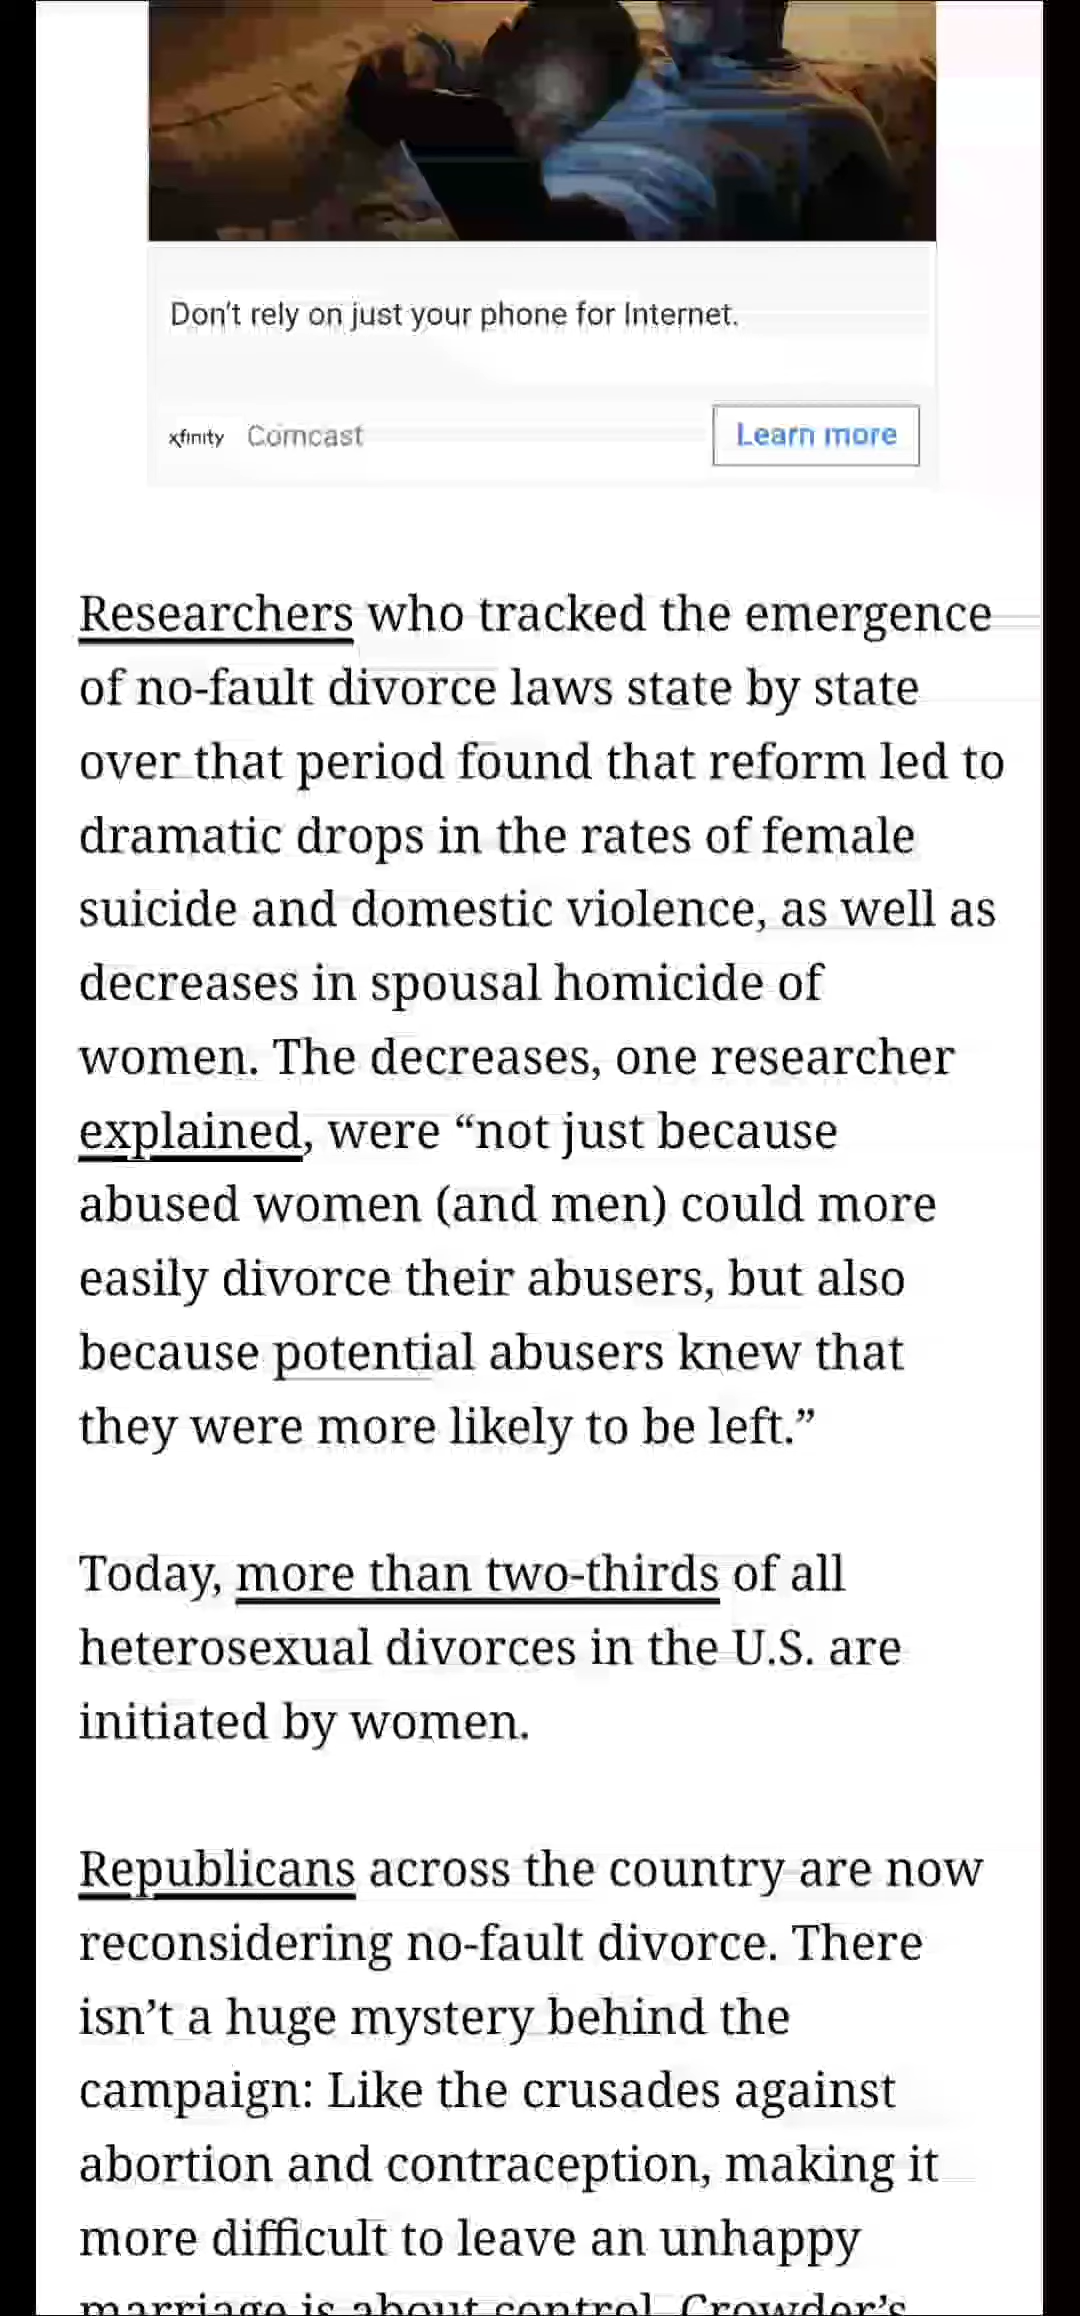 Don't rely on just your phone for Internet.
xfinity Comcast Learn more
Researchers who tracked the emergence
of no-fault divorce laws state by state
over that period found that reform led to
dramatic drops in the rates of female
suicide and domestic violence, as well as
decreases in spousal homicide of
women. The decreases, one researcher
explained, were “not just because
abused women (and men) could more
easily divorce their abusers, but also
because potential abusers knew that
they were more likely to be left.”
Today, more than two-thirds of all
heterosexual divorces in the U.S. are
initiated by women.
Republicans across the country are now
reconsidering no-fault divorce. There
isn’t a huge mystery behind the
campaign: Like the crusades against
abortion and contraception, making it
more difficult to leave an unhappy
marriage is about control. Crowder’s